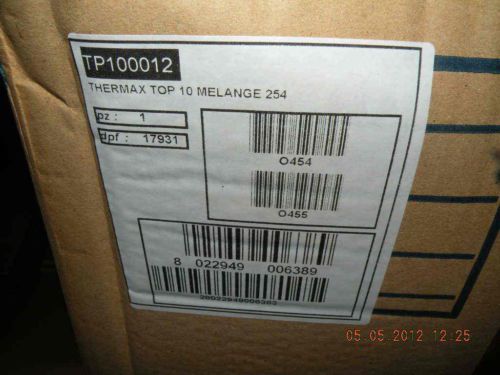 TP100012
THERMAX TOP 10 MELANGE 254
pz : 1
dpf : 17931
O454
O455
8 022949 006389
05.05.2012 12:25